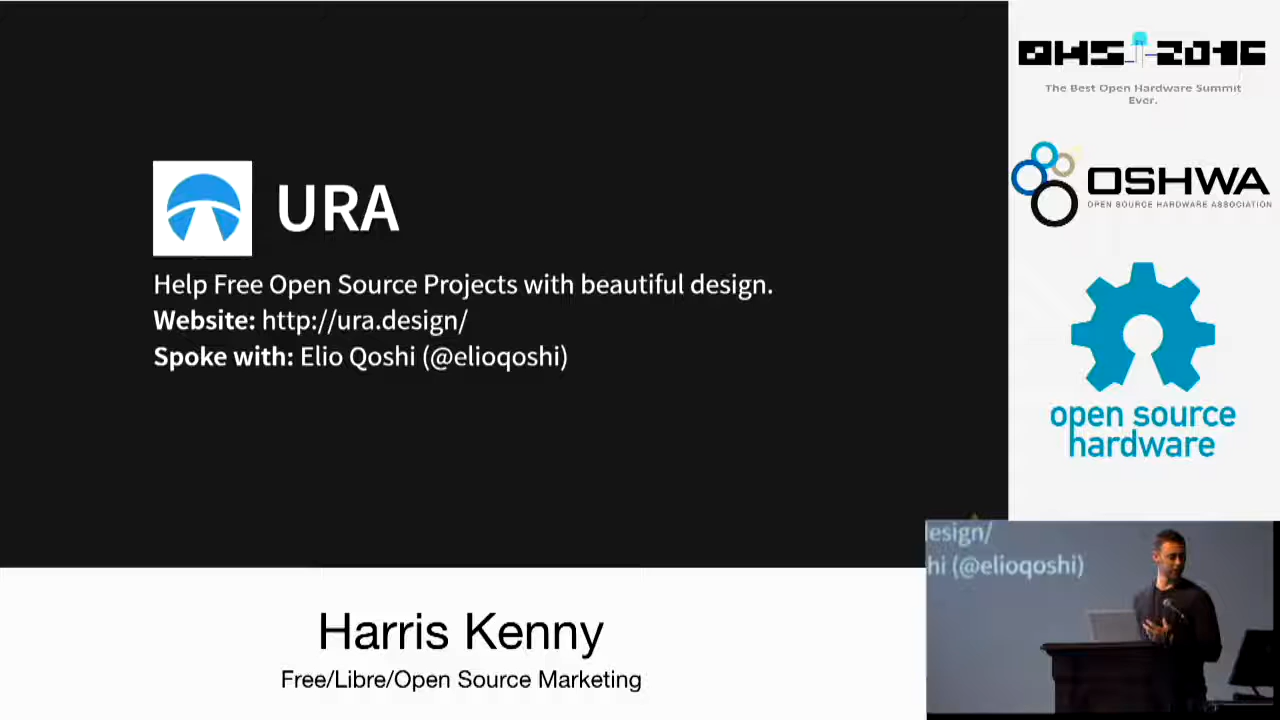 URA
Help Free Open Source Projects with beautiful design.
Website: http://ura.design/
Spoke with: Elio Qoshi (@elioqoshi)
OHS 2016
The Best Open Hardware Summit
Ever.
OSHWA
OPEN SOURCE HARDWARE ASSOCIATION
open source
hardware
esign/
hi (@elioqoshi)
Harris Kenny
Free/Libre/Open Source Marketing